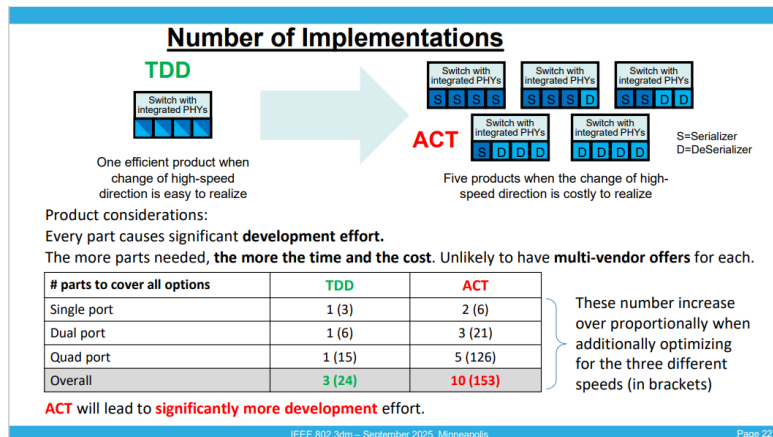 Number of Implementations
TDD
Switch with
integrated PHYs
One efficient product when
change of high-speed
direction is easy to realize
Switch with
integrated PHYs
S S S S
Switch with
integrated PHYs
S S S D
Switch with
integrated PHYs
S S D D
ACT
Switch with
integrated PHYs
S D D D
Switch with
integrated PHYs
D D D D
S=Serializer
D=DeSerializer
Five products when the change of high-
speed direction is costly to realize
Product considerations:
Every part causes significant development effort.
The more parts needed, the more the time and the cost. Unlikely to have multi-vendor offers for each.
# parts to cover all options TDD ACT
Single port 1 (3) 2 (6)
Dual port 1 (6) 3 (21)
Quad port 1 (15) 5 (126)
Overall 3 (24) 10 (153)
These number increase
over proportionally when
additionally optimizing
for the three different
speeds (in brackets)
ACT will lead to significantly more development effort.
IEEE 802.3dm – September 2025, Minneapolis
Page 22